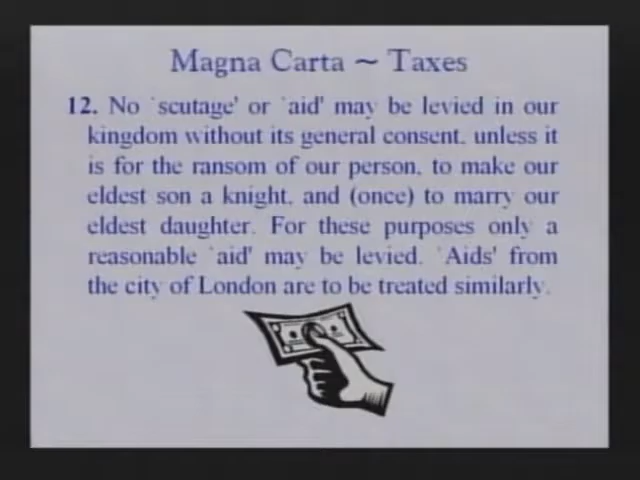 Magna Carta ~ Taxes
12. No `scutage' or `aid' may be levied in our
kingdom without its general consent, unless it
is for the ransom of our person, to make our
eldest son a knight, and (once) to marry our
eldest daughter. For these purposes only a
reasonable `aid' may be levied. `Aids' from
the city of London are to be treated similarly.